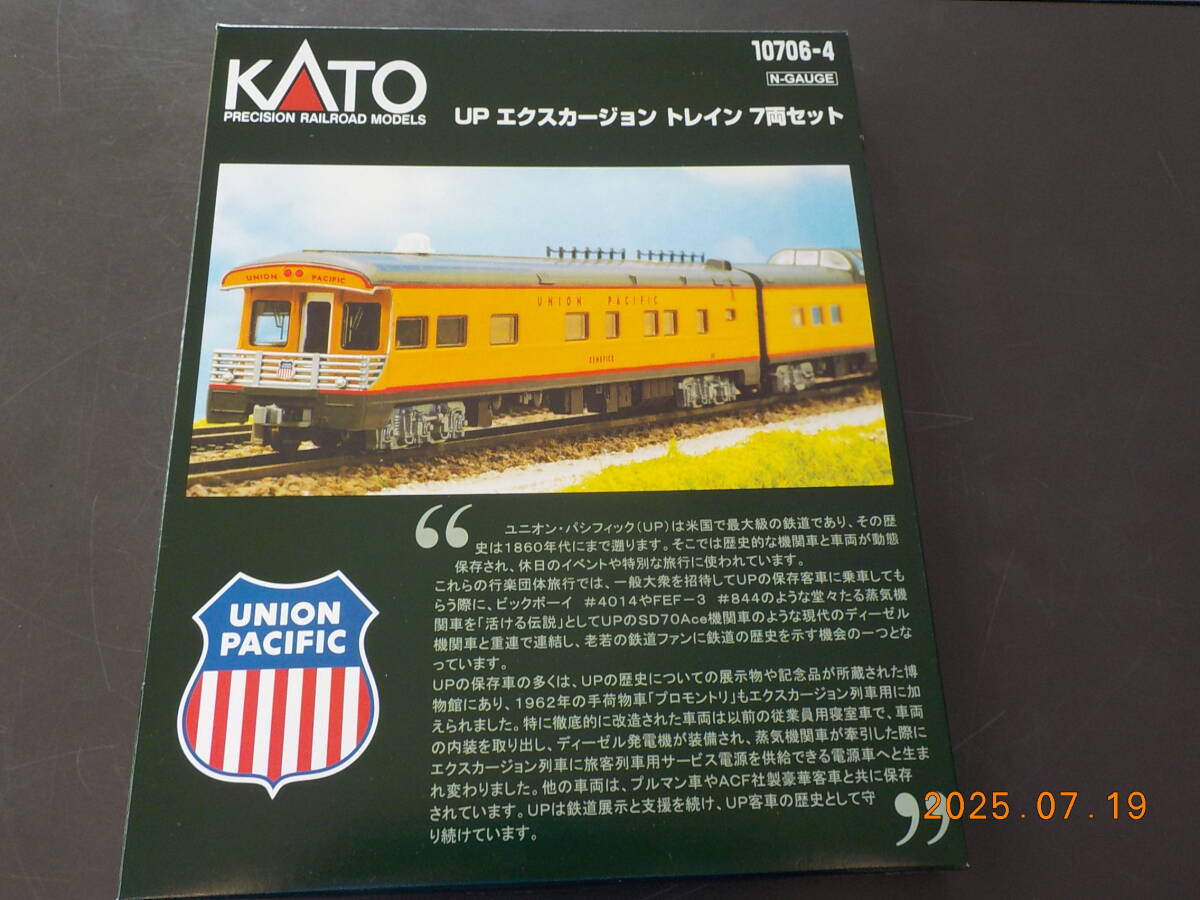 KATO
PRECISION RAILROAD MODELS
10706-4
N-GAUGE
UP エクスカージョン トレイン 7両セット
UNION PACIFIC
UNION PACIFIC
“
ユニオン・パシフィック(UP)は米国で最大級の鉄道であり、その歴
史は1860年代にまで遡ります。そこでは歴史的な機関車と車両が動態
保存され、休日のイベントや特別な旅行に使われています。
これらの行楽団体旅行では、一般大衆を招待してUPの保存客車に乗車しても
らう際に、ビックボーイ #4014やFEF-3 #844のような堂々たる蒸気機
関車を「活ける伝説」としてUPのSD70Ace機関車のような現代のディーゼル
機関車と重連で連結し、老若の鉄道ファンに鉄道の歴史を示す機会の一つとな
っています。
UPの保存車の多くは、UPの歴史についての展示物や記念品が所蔵された博
物館にあり、1962年の手荷物車「プロモントリ」もエクスカージョン列車用に加
えられました。特に徹底的に改造された車両は以前の従業員用寝室車で、車両
の内装を取り出し、ディーゼル発電機が装備され、蒸気機関車が牽引した際に
エクスカージョン列車に旅客列車用サービス電源を供給できる電源車へと生ま
れ変わりました。他の車両は、プルマン車やACF社製豪華客車と共に保存
されています。UPは鉄道展示と支援を続け、UP客車の歴史として守
り続けています。
”
UNION
PACIFIC
2025.07.19